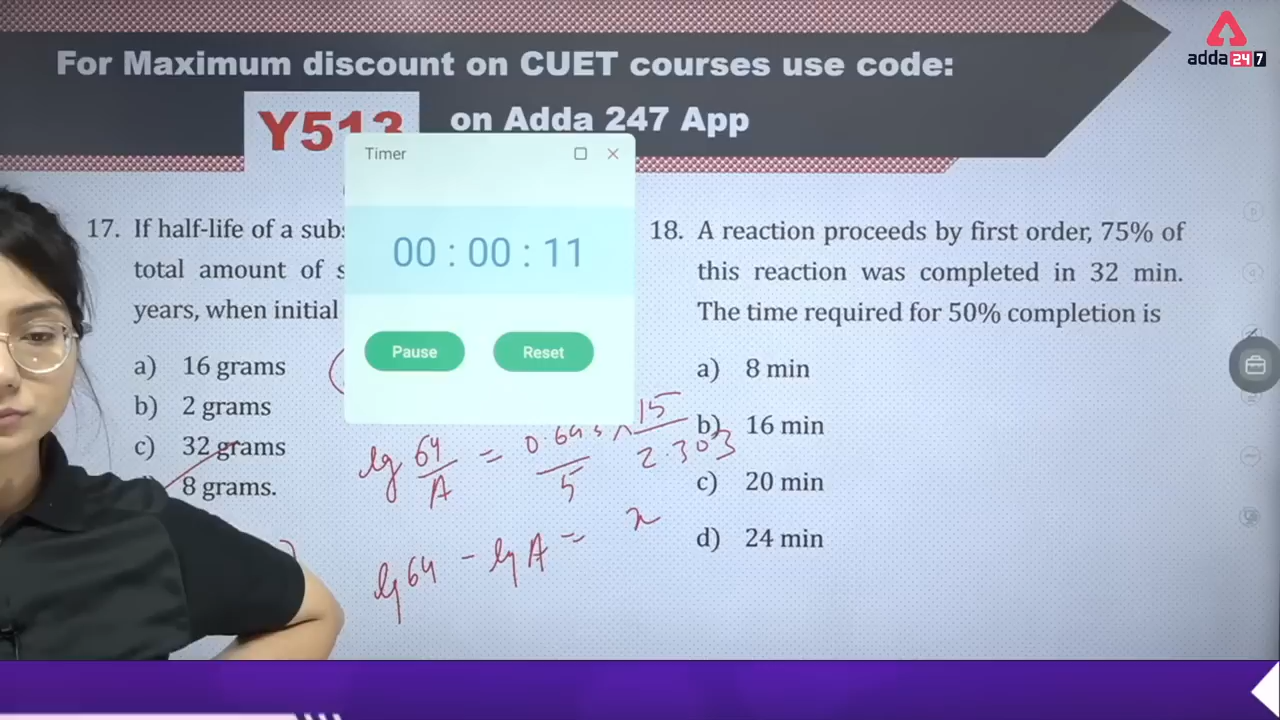 For Maximum discount on CUET courses use code:
Y513 on Adda 247 App
adda247
Timer
00 : 00 : 11
Pause Reset
17. If half-life of a subs
total amount of s
years, when initial
a) 16 grams
b) 2 grams
c) 32 grams
8 grams.
lg 64/A = 0.693/5 × 15/2.303
lg 64 - lg A = x
18. A reaction proceeds by first order, 75% of
this reaction was completed in 32 min.
The time required for 50% completion is
a) 8 min
b) 16 min
c) 20 min
d) 24 min